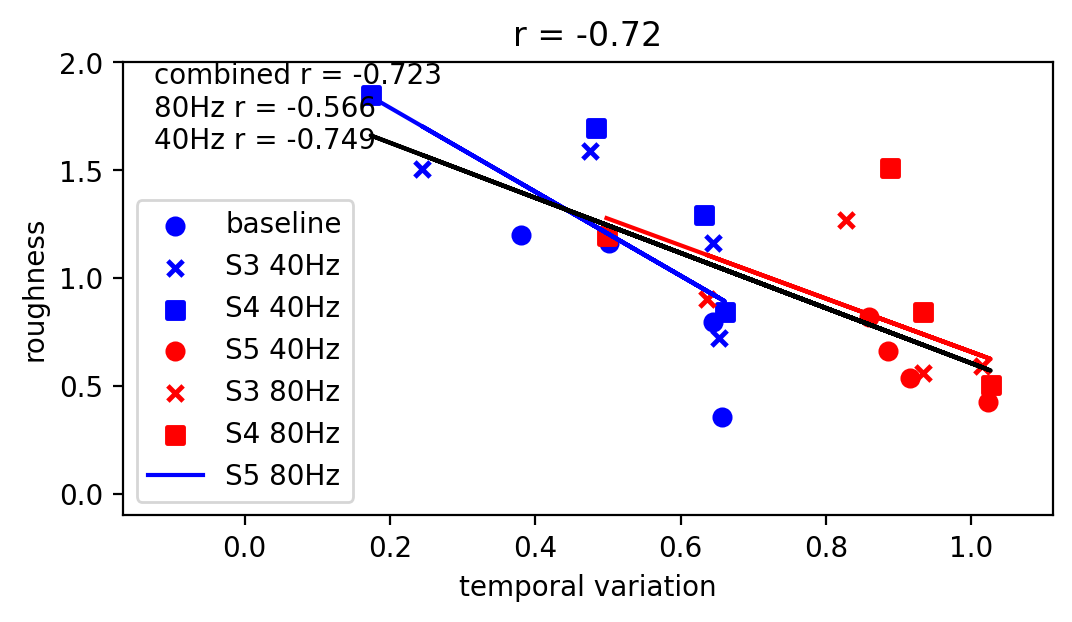 r = -0.72
combined r = -0.723
80Hz r = -0.566
40Hz r = -0.749
baseline
S3 40Hz
S4 40Hz
S5 40Hz
S3 80Hz
S4 80Hz
S5 80Hz
2.0
1.5
1.0
0.5
0.0
roughness
0.0 0.2 0.4 0.6 0.8 1.0
temporal variation